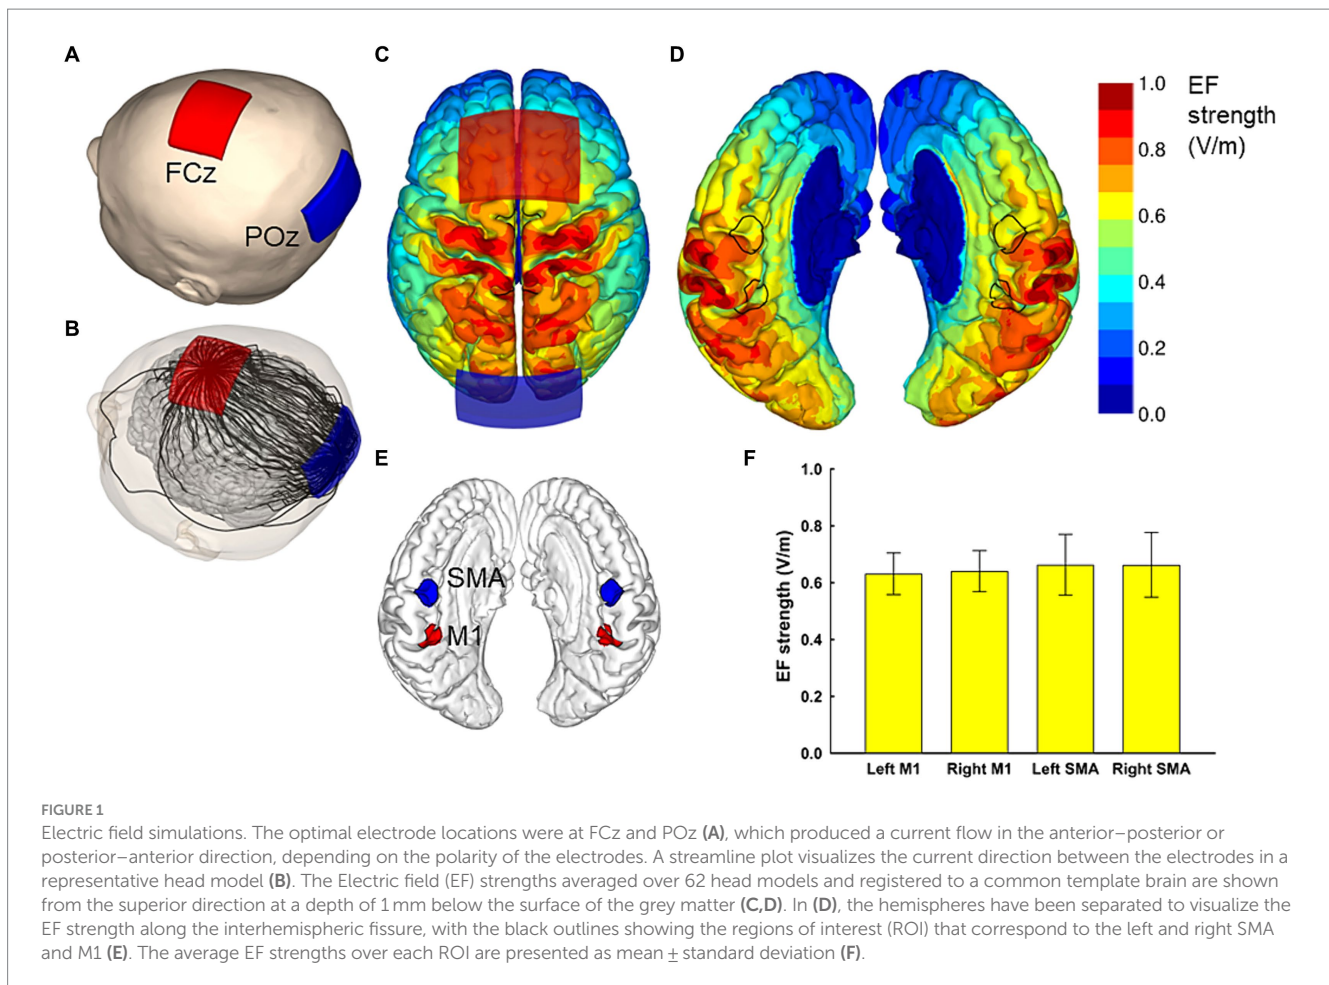 A
FCz
POz
B
C
D
1.0
0.8
0.6
0.4
0.2
0.0
EF
strength
(V/m)
E
SMA
M1
F
EF strength (V/m)
1.0
0.8
0.6
0.4
0.2
0.0
Left M1 Right M1 Left SMA Right SMA
FIGURE 1
Electric field simulations. The optimal electrode locations were at FCz and POz (A), which produced a current flow in the anterior–posterior or
posterior–anterior direction, depending on the polarity of the electrodes. A streamline plot visualizes the current direction between the electrodes in a
representative head model (B). The Electric field (EF) strengths averaged over 62 head models and registered to a common template brain are shown
from the superior direction at a depth of 1 mm below the surface of the grey matter (C,D). In (D), the hemispheres have been separated to visualize the
EF strength along the interhemispheric fissure, with the black outlines showing the regions of interest (ROI) that correspond to the left and right SMA
and M1 (E). The average EF strengths over each ROI are presented as mean ± standard deviation (F).